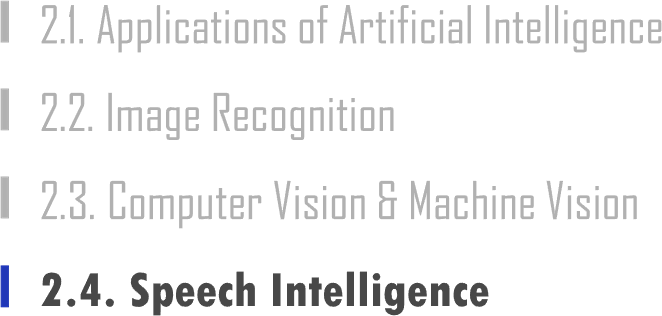 2.1. Applications of Artificial Intelligence
2.2. Image Recognition
2.3. Computer Vision & Machine Vision
2.4. Speech Intelligence